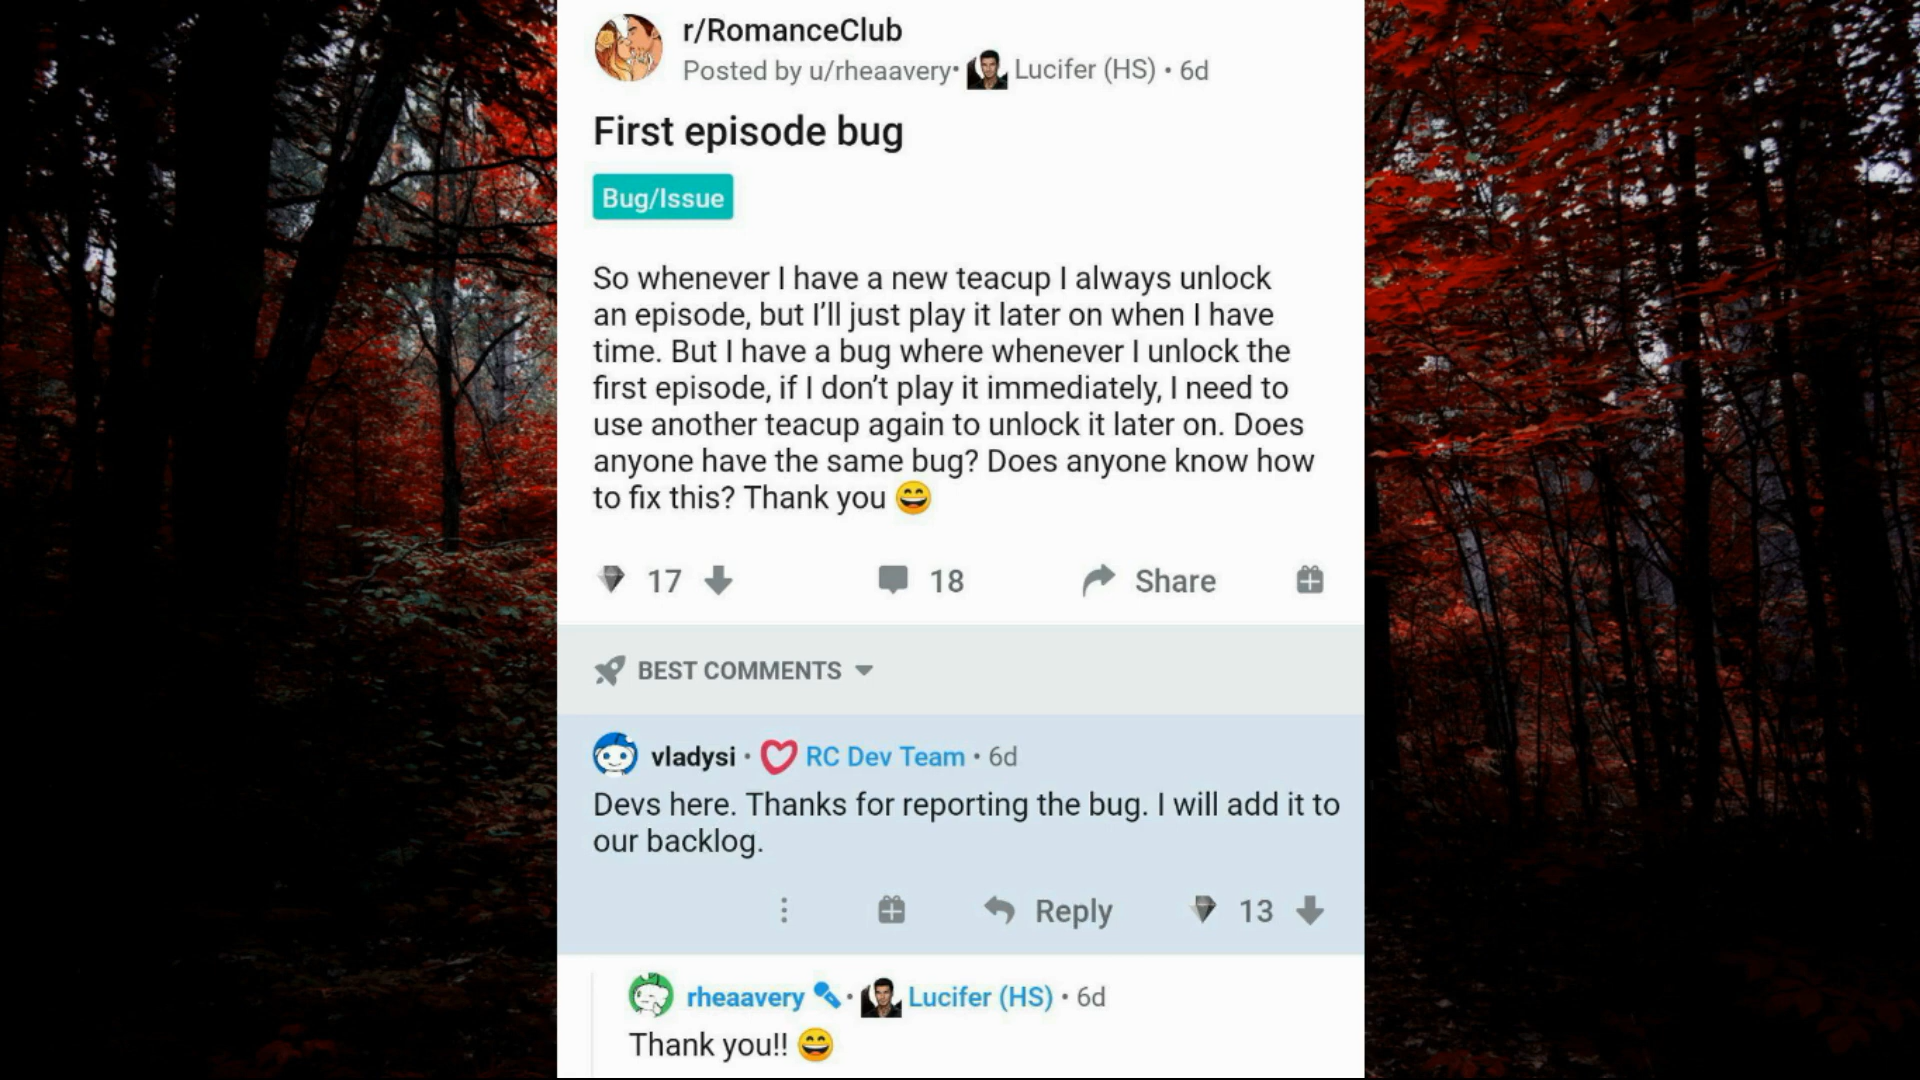 r/RomanceClub
Posted by u/rheaavery• Lucifer (HS) • 6d
First episode bug
Bug/Issue
So whenever I have a new teacup I always unlock
an episode, but I’ll just play it later on when I have
time. But I have a bug where whenever I unlock the
first episode, if I don’t play it immediately, I need to
use another teacup again to unlock it later on. Does
anyone have the same bug? Does anyone know how
to fix this? Thank you 😄
17 18 Share
BEST COMMENTS
vladysi • RC Dev Team • 6d
Devs here. Thanks for reporting the bug. I will add it to
our backlog.
Reply 13
rheaavery • Lucifer (HS) • 6d
Thank you!! 😄